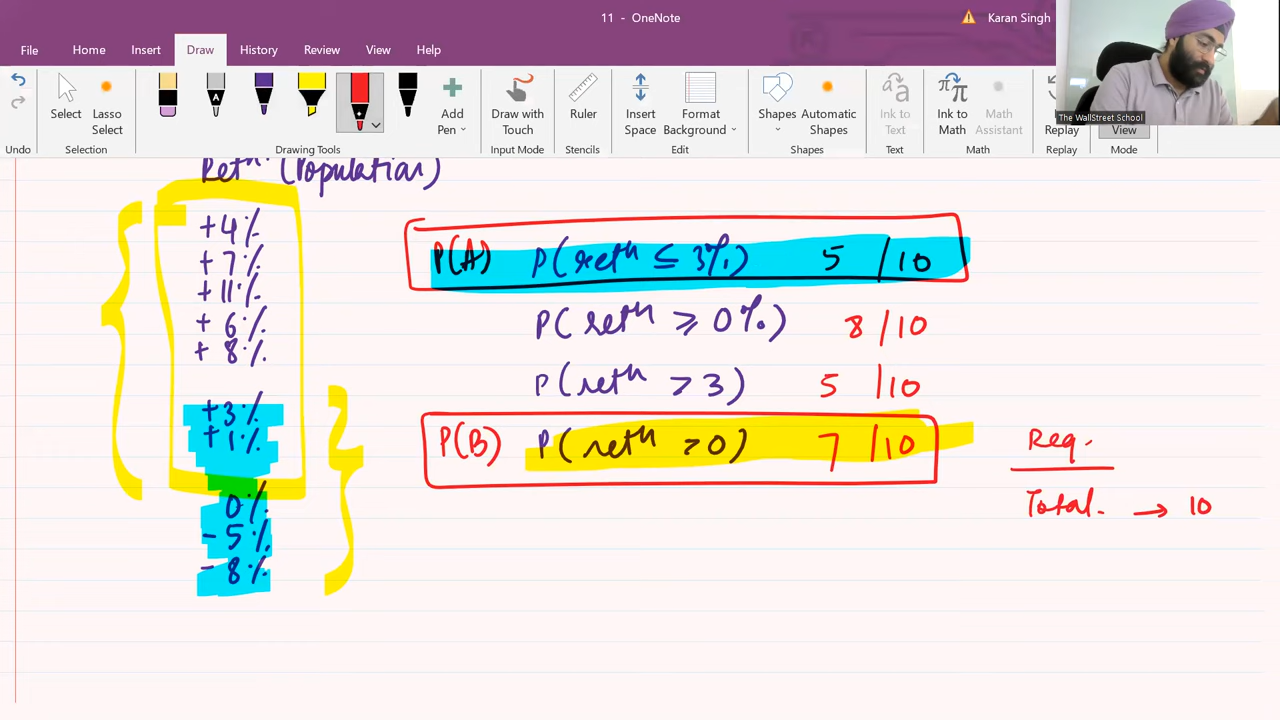 11 - OneNote
Karan Singh
File Home Insert Draw History Review View Help
Select Lasso Select Add Pen Draw with Touch Ruler Insert Space Format Background Shapes Automatic Shapes Ink to Text Ink to Math Math Assistant Replay View
Undo Selection Drawing Tools Input Mode Stencils Edit Shapes Text Math Replay Mode
The WallStreet School
Retn. (Population)
+4%
+7%
+11%
+6%
+8%
+3%
+1%
0%
-5%
-8%
P(A) P(retn ≤ 3%) 5 /10
P(retn ≥ 0%) 8 /10
P(retn > 3) 5 /10
P(B) P(retn > 0) 7 /10
Req.
Total. → 10